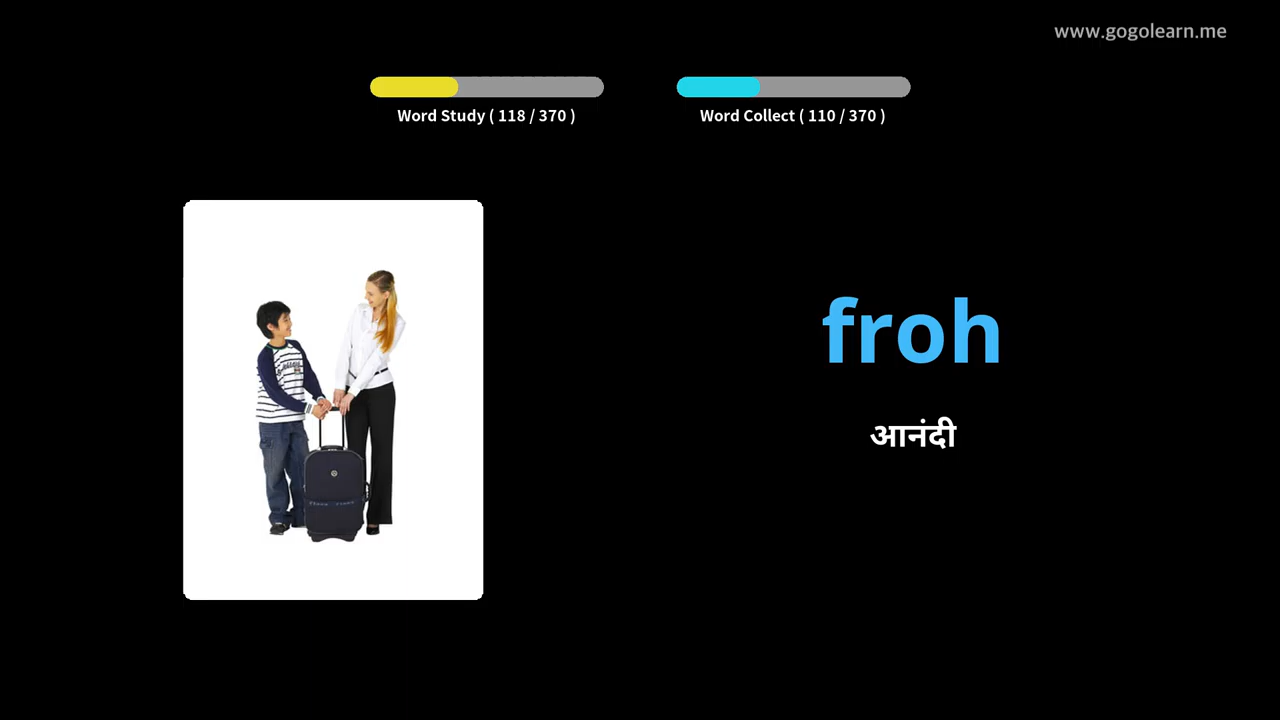 www.gogolearn.me
Word Study ( 118 / 370 )
Word Collect ( 110 / 370 )
froh
आनंदी